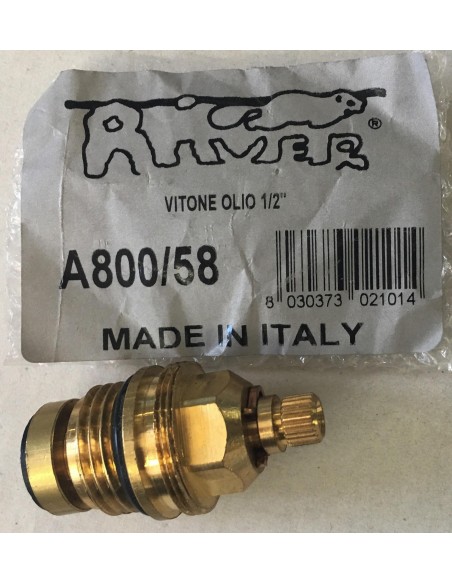 RIVER®
VITONE OLIO 1/2"
A800/58
8 030373 021014
MADE IN ITALY